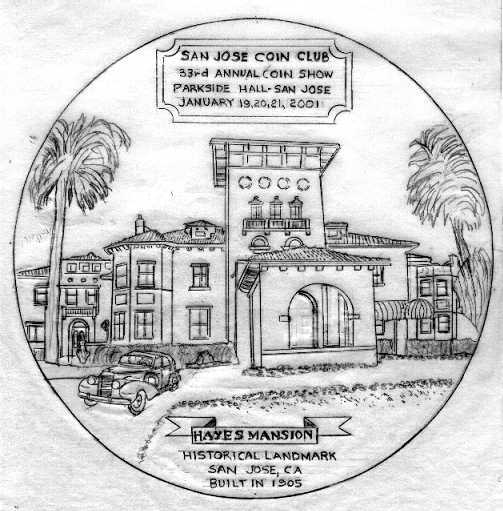 SAN JOSE COIN CLUB
33rd ANNUAL COIN SHOW
PARKSIDE HALL-SAN JOSE
JANUARY 19,20,21, 2001
HAYES MANSION
HISTORICAL LANDMARK
SAN JOSE, CA
BUILT IN 1905